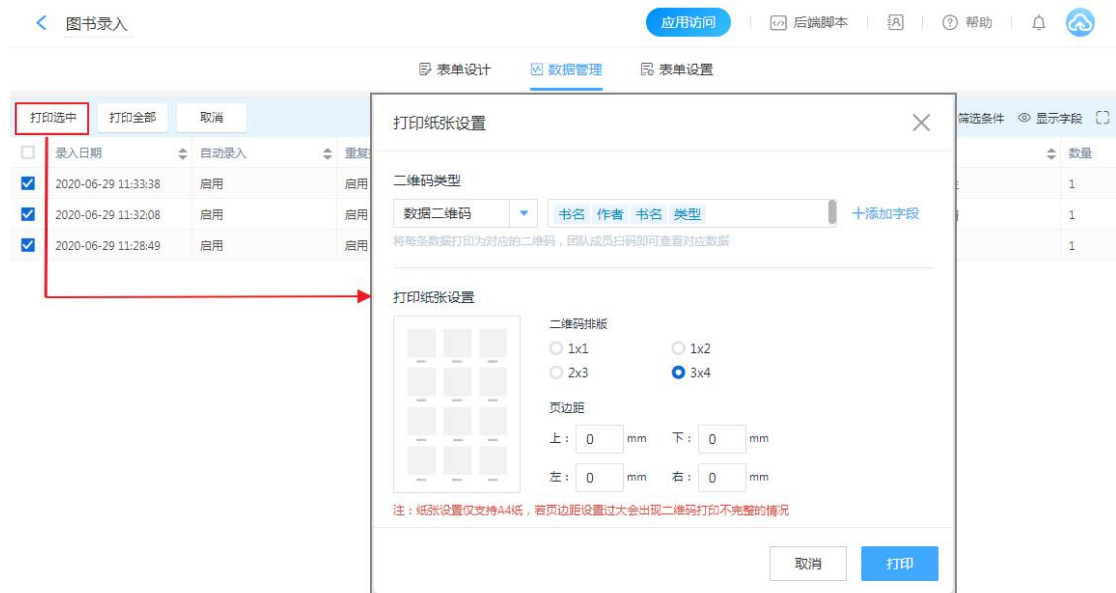 图书录入
应用访问 后端脚本 帮助
表单设计 数据管理 表单设置
打印选中 打印全部 取消 筛选条件 显示字段
录入日期 自动录入 重复 数量
2020-06-29 11:33:38 启用 启用 1
2020-06-29 11:32:08 启用 启用 1
2020-06-29 11:28:49 启用 启用 1
打印纸张设置
二维码类型
数据二维码 书名 作者 书名 类型 +添加字段
将每条数据打印为对应的二维码，团队成员扫码即可查看对应数据
打印纸张设置
二维码排版
1x1 1x2
2x3 3x4
页边距
上： 0 mm 下： 0 mm
左： 0 mm 右： 0 mm
注：纸张设置仅支持A4纸，若页边距设置过大会出现二维码打印不完整的情况
取消 打印